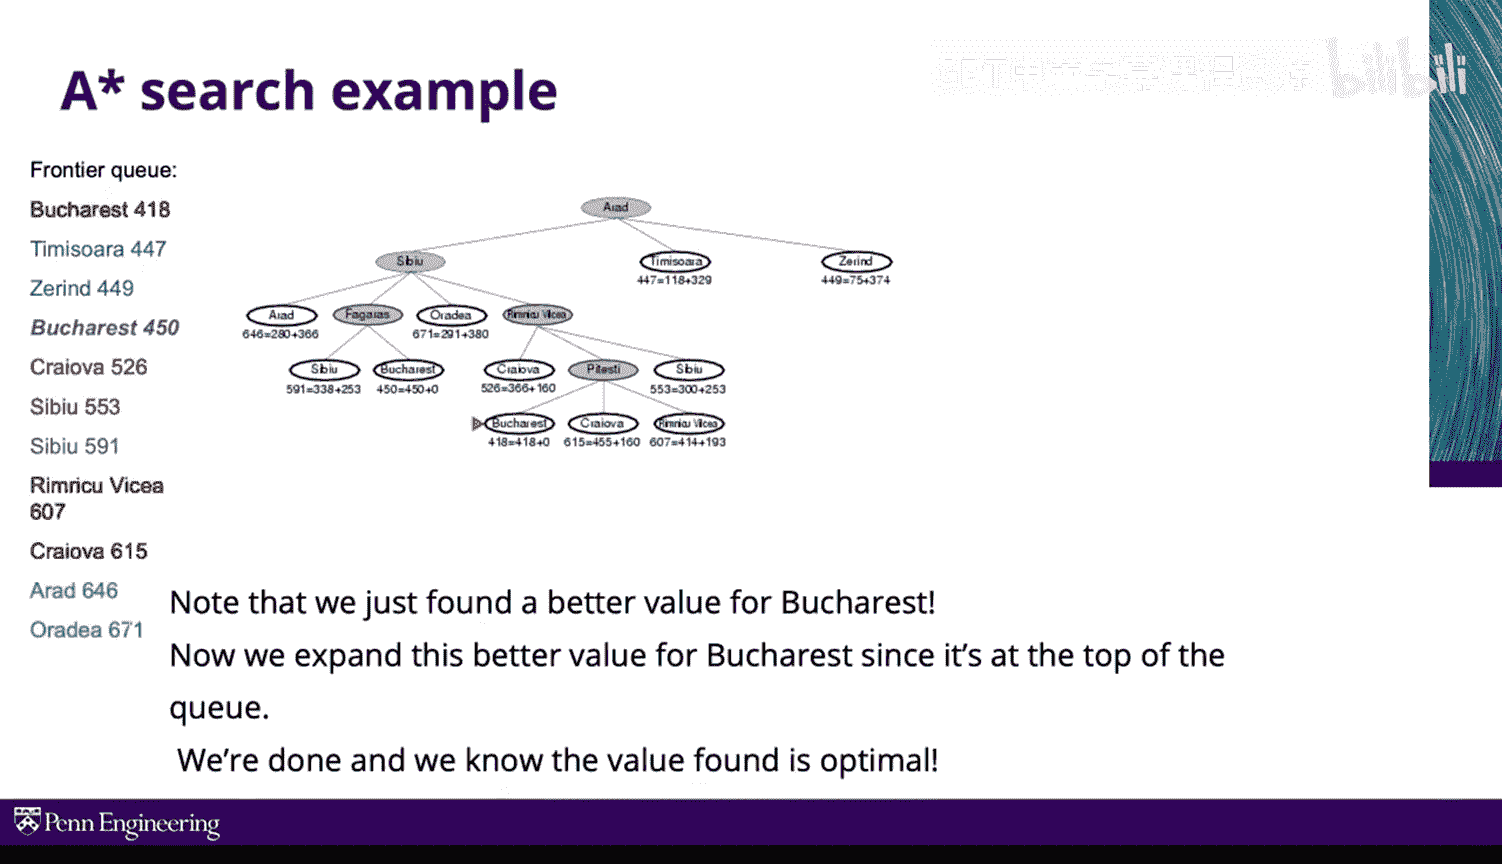 A* search example
Frontier queue:
Bucharest 418
Timisoara 447
Zerind 449
Bucharest 450
Craiova 526
Sibiu 553
Sibiu 591
Rimricu Vicea
607
Craiova 615
Arad 646
Oradea 671
Arad
Sibiu
Timisoara
Zerind
447=118+329
449=75+374
Arad
Fagaras
Oradea
Rimnicu Vilcea
646=280+366
671=291+380
Sibiu
Bucharest
Craiova
Pitesti
Sibiu
591=338+253
450=450+0
526=366+160
553=300+253
Bucharest
Craiova
Rimnicu Vilcea
418=418+0
615=455+160
607=414+193
Note that we just found a better value for Bucharest!
Now we expand this better value for Bucharest since it’s at the top of the
queue.
We’re done and we know the value found is optimal!
Penn Engineering
bilibili